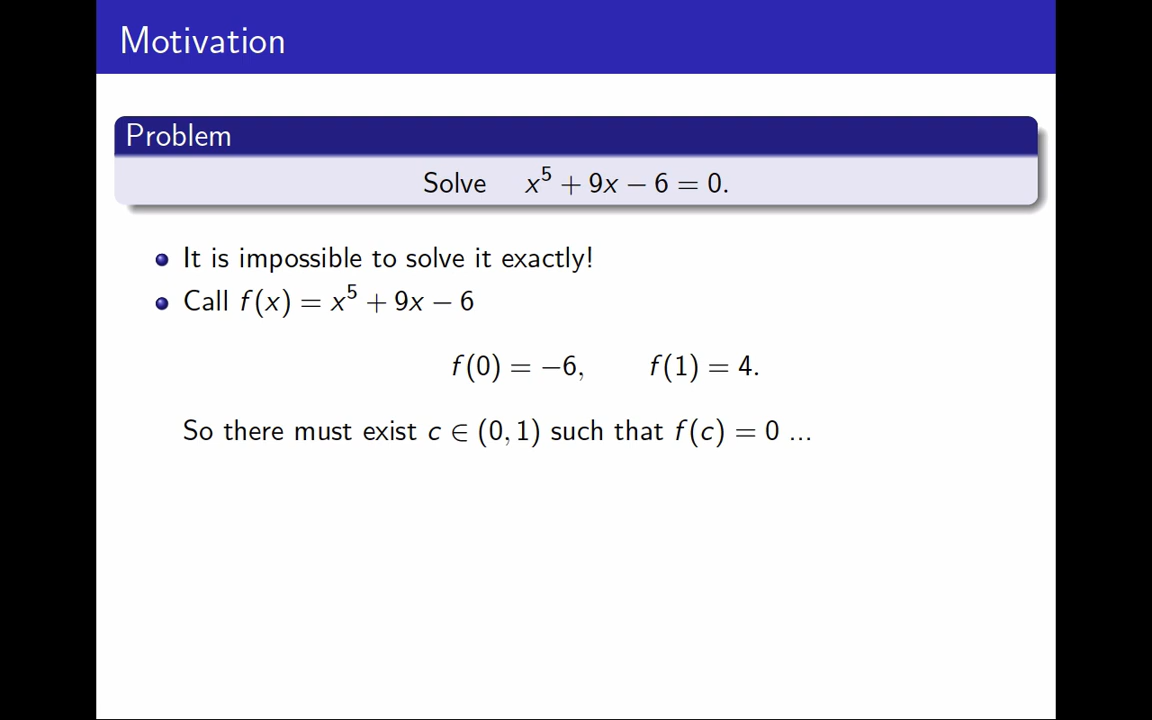 Motivation
Problem
Solve x⁵ + 9x − 6 = 0.
It is impossible to solve it exactly!
Call f(x) = x⁵ + 9x − 6
f(0) = −6, f(1) = 4.
So there must exist c ∈ (0, 1) such that f(c) = 0 ...